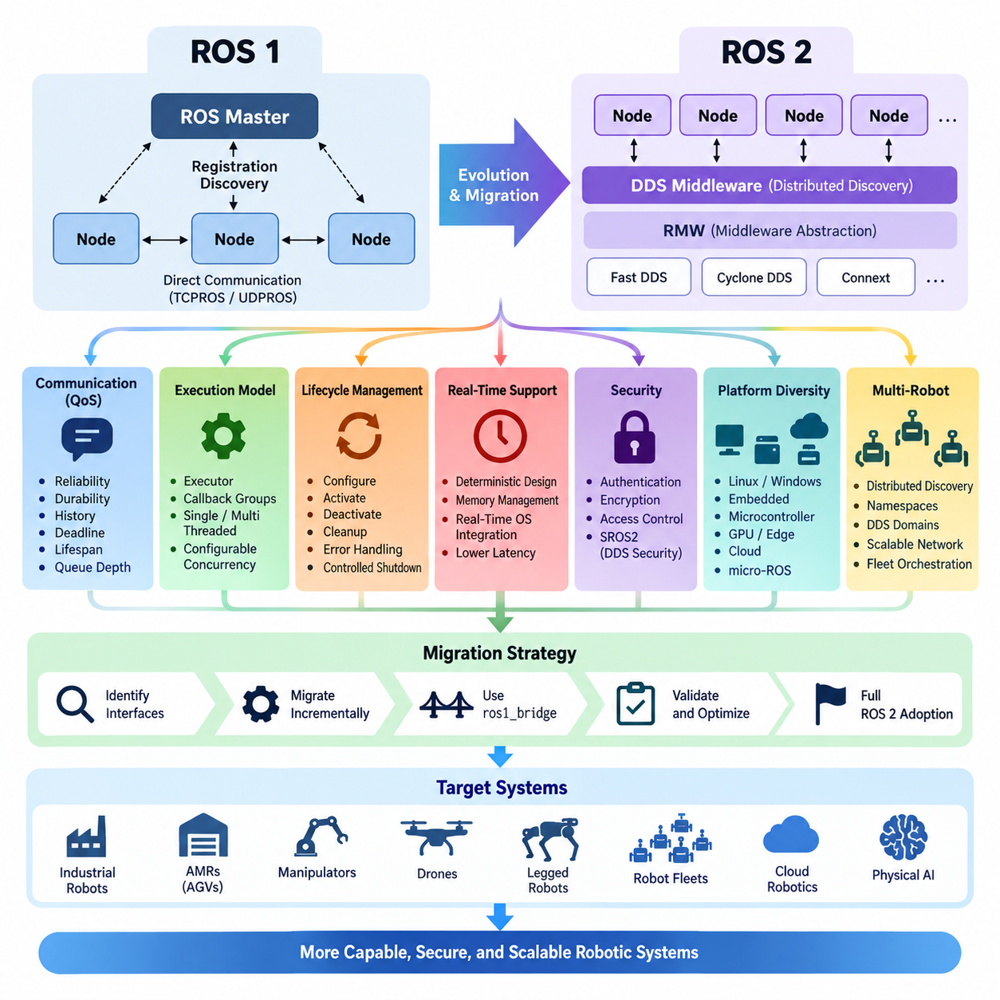 ROS 1
ROS Master
Registration
Discovery
Node
Node
Node
Direct Communication
(TCPROS / UDPROS)
Evolution
& Migration
ROS 2
Node
Node
Node
Node
...
DDS Middleware (Distributed Discovery)
RMW (Middleware Abstraction)
Fast DDS
Cyclone DDS
Connext
...
Communication
(QoS)
• Reliability
• Durability
• History
• Deadline
• Lifespan
• Queue Depth
Execution Model
• Executor
• Callback Groups
• Single / Multi
Threaded
• Configurable
Concurrency
Lifecycle Management
• Configure
• Activate
• Deactivate
• Cleanup
• Error Handling
• Controlled Shutdown
Real-Time Support
• Deterministic Design
• Memory Management
• Real-Time OS
Integration
• Lower Latency
Security
• Authentication
• Encryption
• Access Control
• SROS2
(DDS Security)
Platform Diversity
• Linux / Windows
• Embedded
• Microcontroller
• GPU / Edge
• Cloud
• micro-ROS
Multi-Robot
• Distributed Discovery
• Namespaces
• DDS Domains
• Scalable Network
• Fleet Orchestration
Migration Strategy
Identify
Interfaces
Migrate
Incrementally
Use
ros1_bridge
Validate
and Optimize
Full
ROS 2 Adoption
Target Systems
Industrial
Robots
AMRs
(AGVs)
Manipulators
Drones
Legged
Robots
Robot Fleets
Cloud
Robotics
Physical AI
More Capable, Secure, and Scalable Robotic Systems